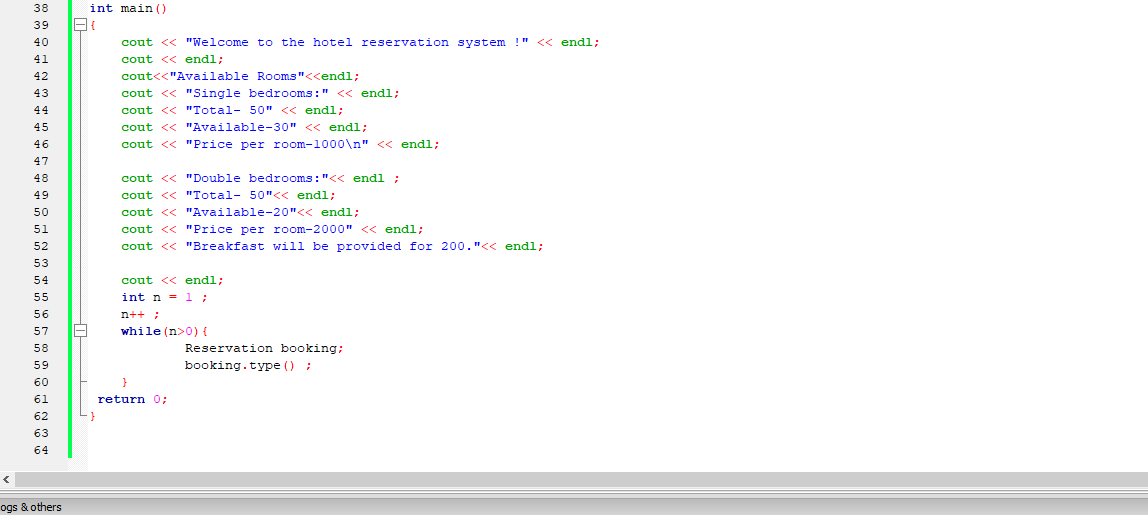 38 int main()
39 {
40 cout << "Welcome to the hotel reservation system !" << endl;
41 cout << endl;
42 cout<<"Available Rooms"<<endl;
43 cout << "Single bedrooms:" << endl;
44 cout << "Total- 50" << endl;
45 cout << "Available-30" << endl;
46 cout << "Price per room-1000\n" << endl;
47
48 cout << "Double bedrooms:"<< endl ;
49 cout << "Total- 50"<< endl;
50 cout << "Available-20"<< endl;
51 cout << "Price per room-2000" << endl;
52 cout << "Breakfast will be provided for 200."<< endl;
53
54 cout << endl;
55 int n = 1 ;
56 n++ ;
57 while(n>0){
58 Reservation booking;
59 booking.type() ;
60 }
61 return 0;
62 }
63
64
ogs & others